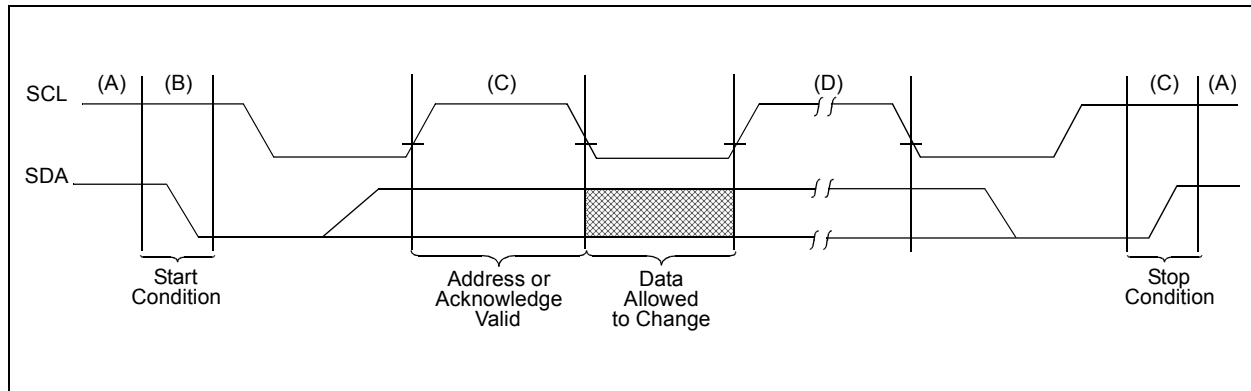 (A) (B) (C) (D) (C) (A)
SCL
SDA
Start
Condition
Address or
Acknowledge
Valid
Data
Allowed
to Change
Stop
Condition